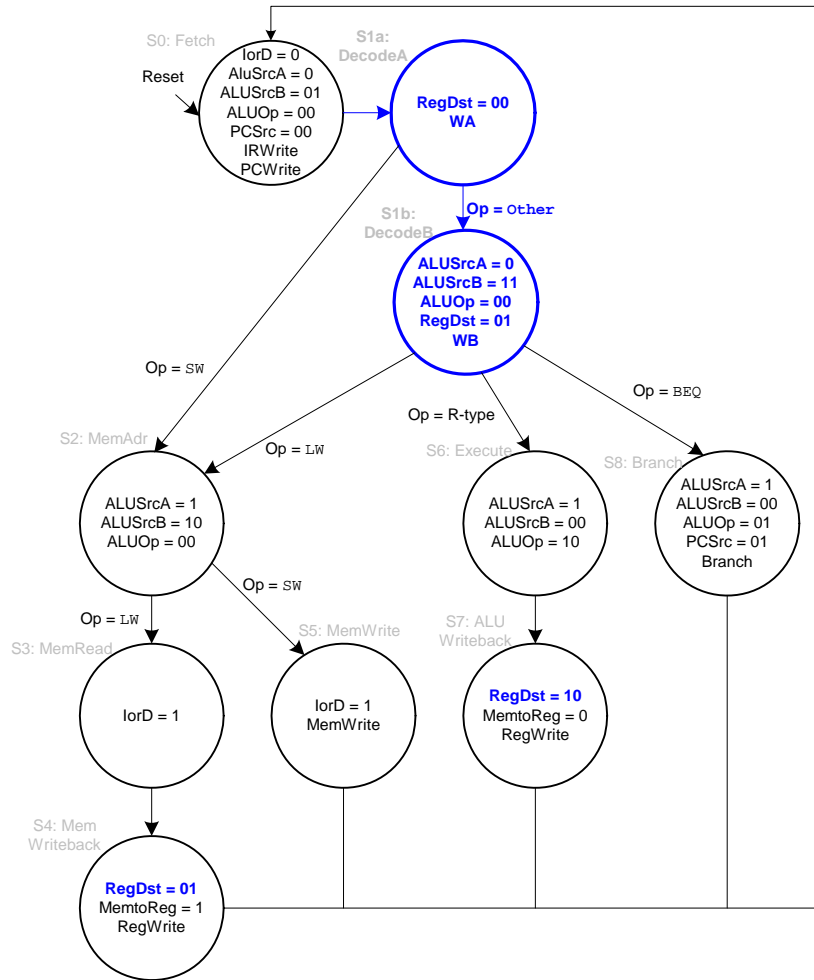 S0: Fetch
IorD = 0
AluSrcA = 0
ALUSrcB = 01
ALUOp = 00
PCSrc = 00
IRWrite
PCWrite
Reset
S1a:
DecodeA
RegDst = 00
WA
Op = Other
S1b:
DecodeB
ALUSrcA = 0
ALUSrcB = 11
ALUOp = 00
RegDst = 01
WB
Op = SW
Op = BEQ
Op = R-type
Op = LW
S2: MemAdr
ALUSrcA = 1
ALUSrcB = 10
ALUOp = 00
S6: Execute
ALUSrcA = 1
ALUSrcB = 00
ALUOp = 10
S8: Branch
ALUSrcA = 1
ALUSrcB = 00
ALUOp = 01
PCSrc = 01
Branch
Op = SW
Op = LW
S3: MemRead
IorD = 1
S5: MemWrite
IorD = 1
MemWrite
S7: ALU
Writeback
RegDst = 10
MemtoReg = 0
RegWrite
S4: Mem
Writeback
RegDst = 01
MemtoReg = 1
RegWrite